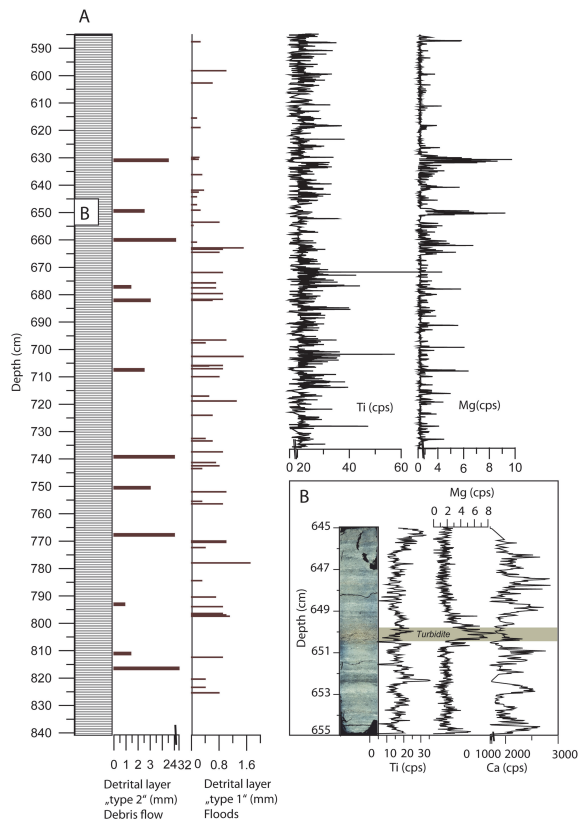 A
590
600
610
620
630
640
650
660
670
680
690
700
710
720
730
740
750
760
770
780
790
800
810
820
830
840
Depth (cm)
B
0 1 2 3 24 32
Detrital layer
„type 2“ (mm)
Debris flow
0 0.8 1.6
Detrital layer
„type 1“ (mm)
Floods
Ti (cps)
0 20 40 60
Mg(cps)
0 4 6 8 10
B
Mg (cps)
0 2 4 6 8
645
647
649
651
653
655
Depth (cm)
Turbidite
0 10 20 30
Ti (cps)
0 1000 2000 3000
Ca (cps)